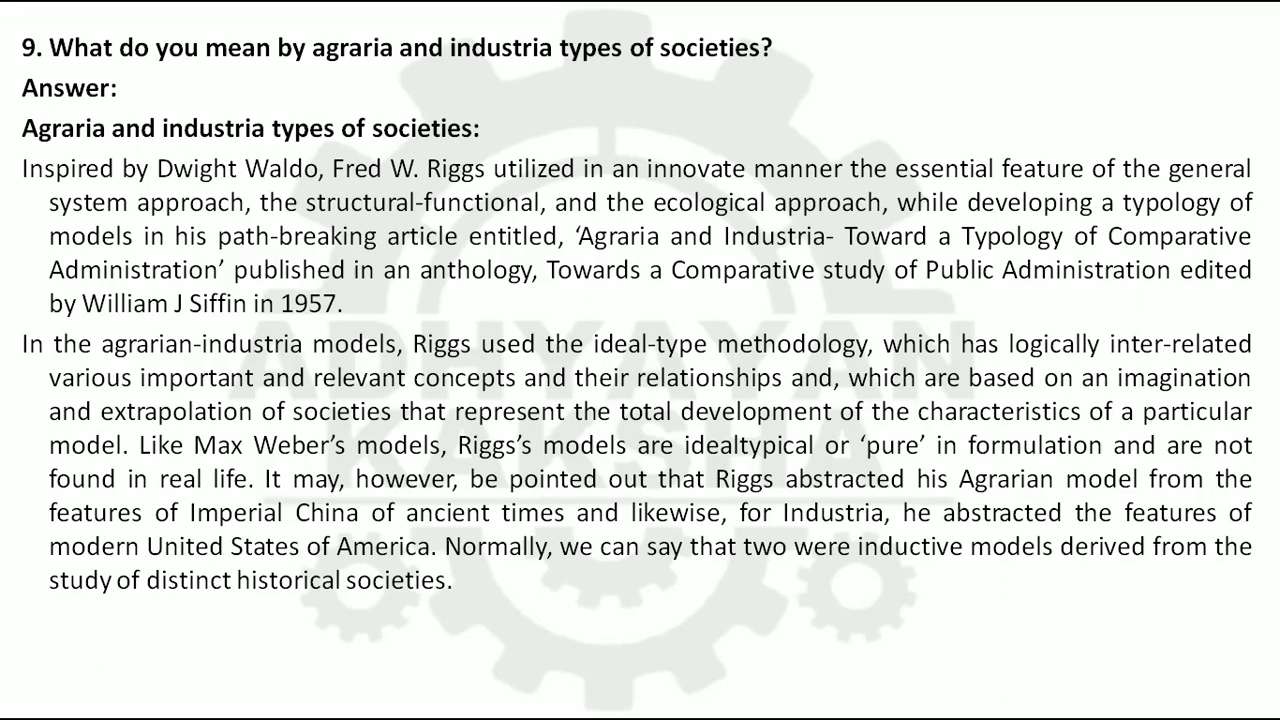 9. What do you mean by agraria and industria types of societies?
Answer:
Agraria and industria types of societies:
Inspired by Dwight Waldo, Fred W. Riggs utilized in an innovate manner the essential feature of the general
system approach, the structural-functional, and the ecological approach, while developing a typology of
models in his path-breaking article entitled, ‘Agraria and Industria- Toward a Typology of Comparative
Administration’ published in an anthology, Towards a Comparative study of Public Administration edited
by William J Siffin in 1957.
In the agrarian-industria models, Riggs used the ideal-type methodology, which has logically inter-related
various important and relevant concepts and their relationships and, which are based on an imagination
and extrapolation of societies that represent the total development of the characteristics of a particular
model. Like Max Weber’s models, Riggs’s models are idealtypical or ‘pure’ in formulation and are not
found in real life. It may, however, be pointed out that Riggs abstracted his Agrarian model from the
features of Imperial China of ancient times and likewise, for Industria, he abstracted the features of
modern United States of America. Normally, we can say that two were inductive models derived from the
study of distinct historical societies.
ADHYAYAN
KAKSHA